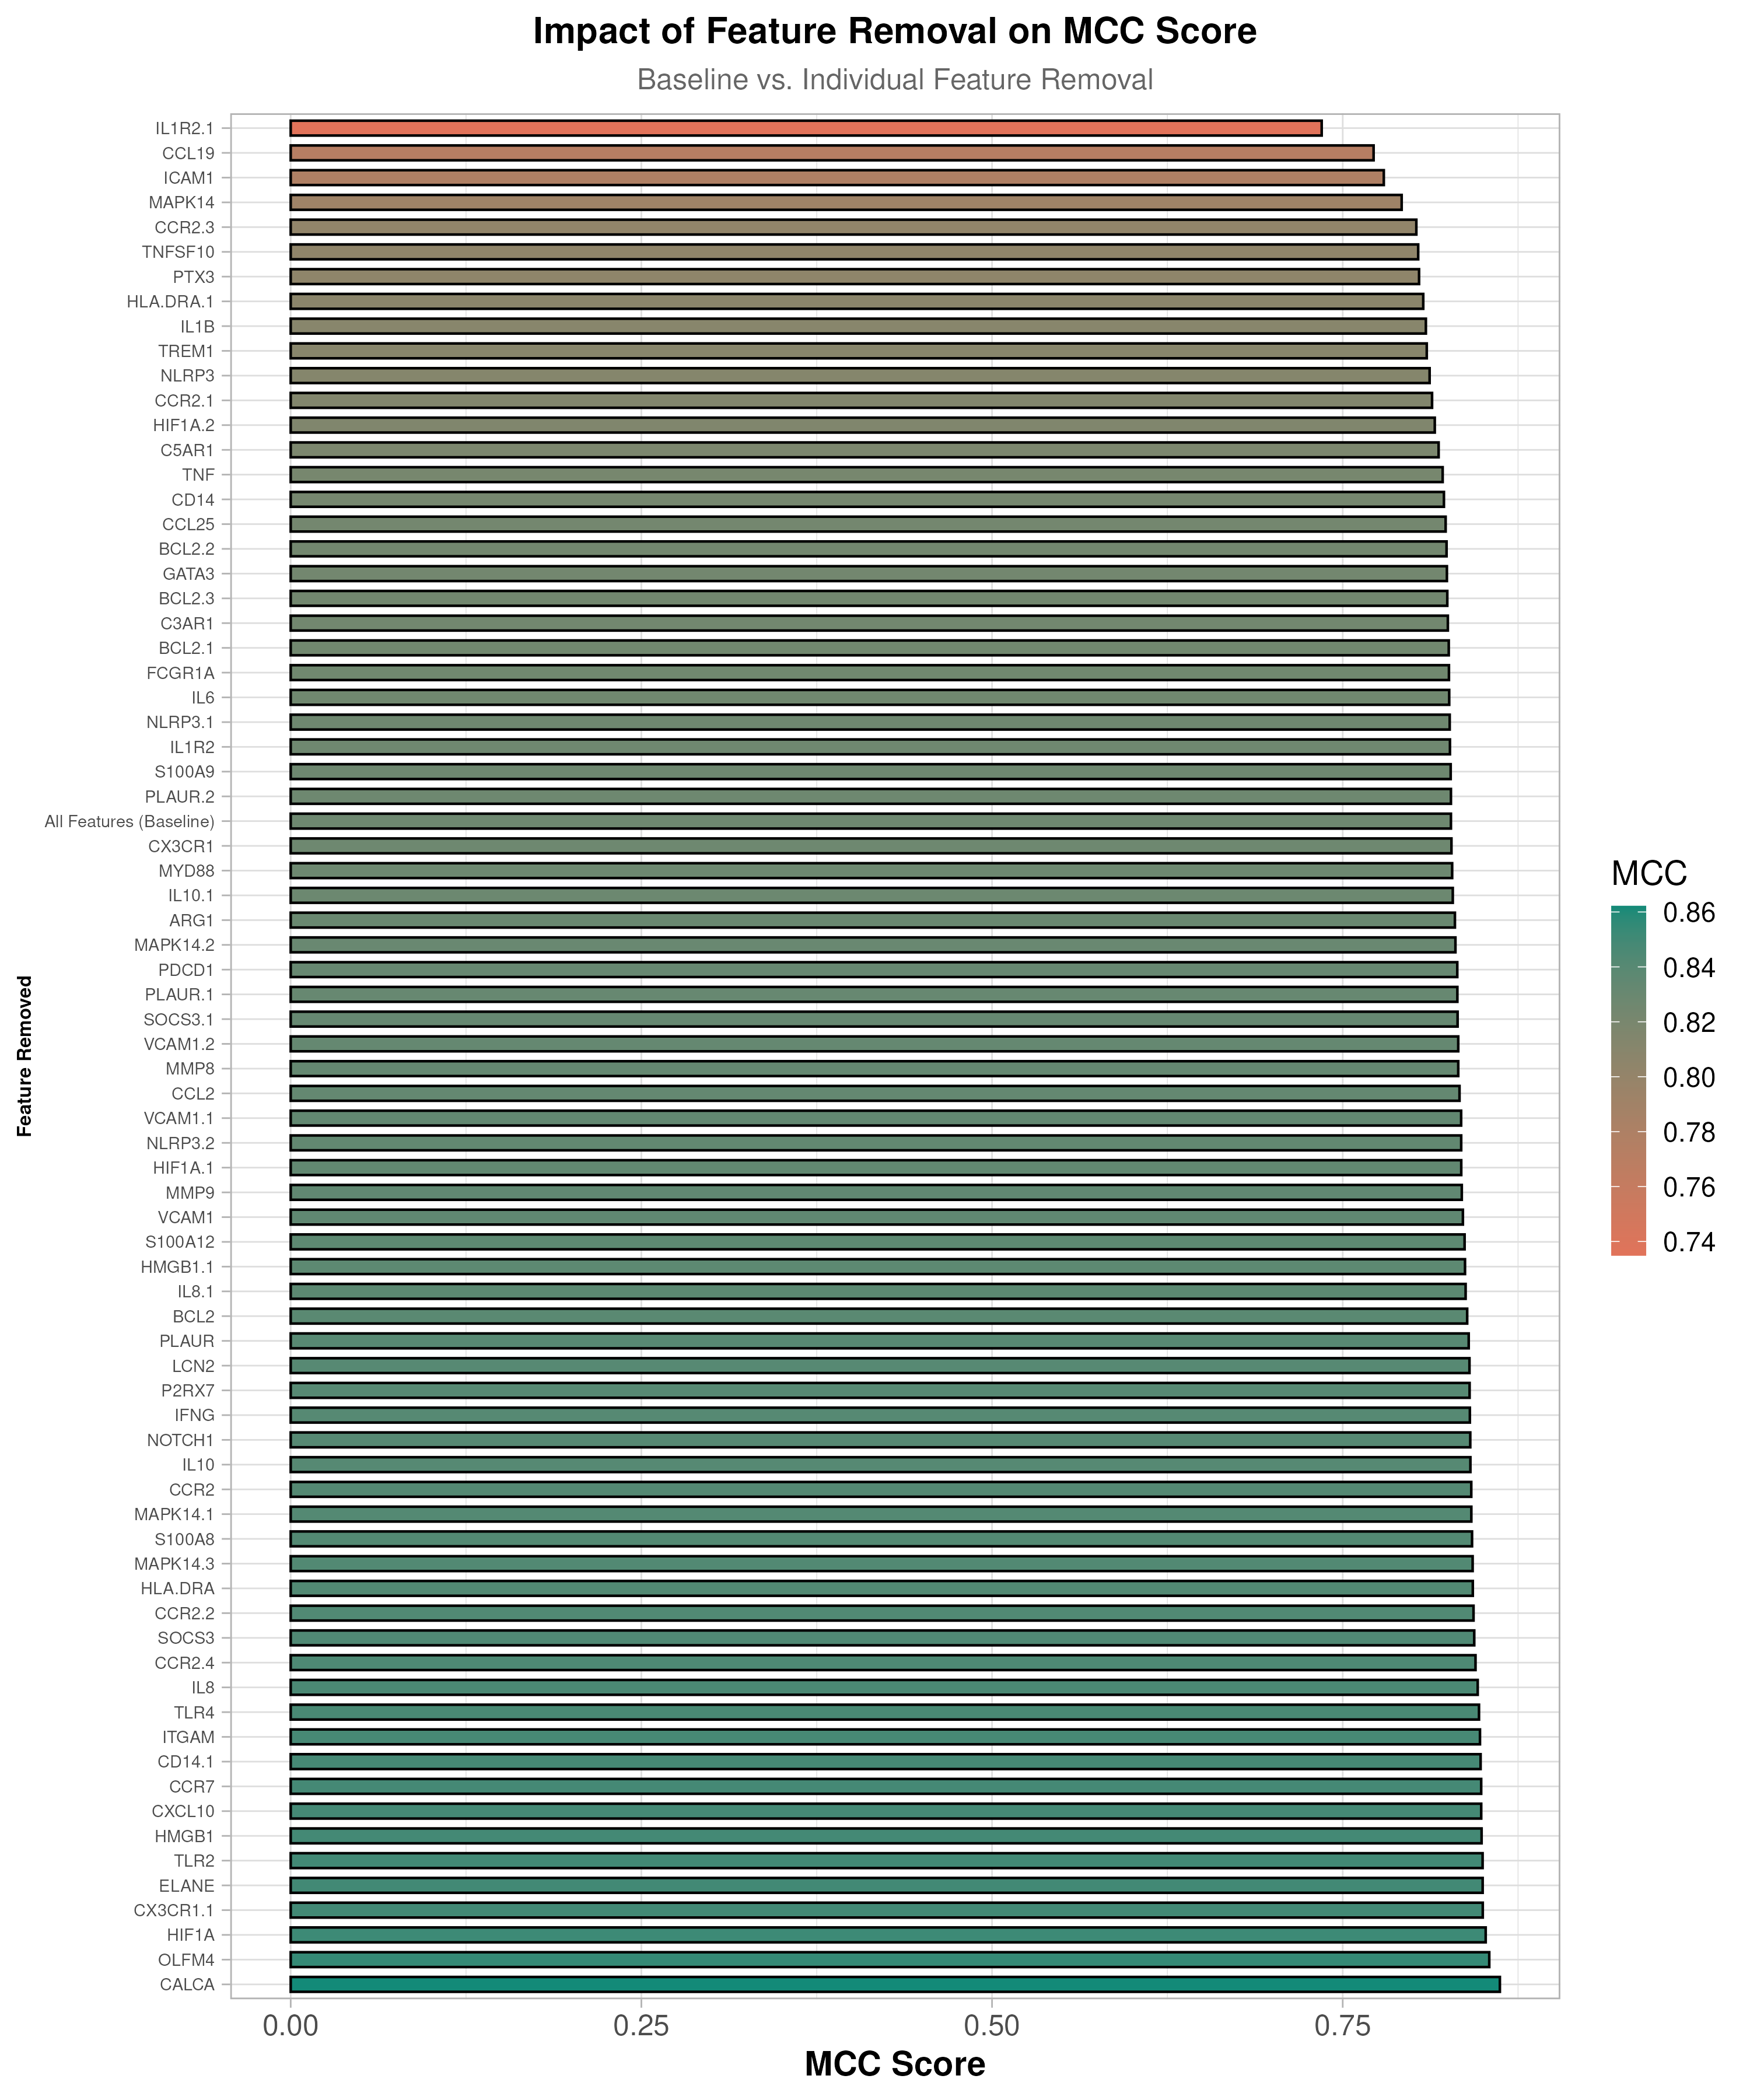 Impact of Feature Removal on MCC Score
Baseline vs. Individual Feature Removal
IL1R2.1
CCL19
ICAM1
MAPK14
CCR2.3
TNFSF10
PTX3
HLA.DRA.1
IL1B
TREM1
NLRP3
CCR2.1
HIF1A.2
C5AR1
TNF
CD14
CCL25
BCL2.2
GATA3
BCL2.3
C3AR1
BCL2.1
FCGR1A
IL6
NLRP3.1
IL1R2
S100A9
PLAUR.2
All Features (Baseline)
CX3CR1
MYD88
IL10.1
ARG1
MAPK14.2
PDCD1
PLAUR.1
SOCS3.1
VCAM1.2
MMP8
CCL2
VCAM1.1
NLRP3.2
HIF1A.1
MMP9
VCAM1
S100A12
HMGB1.1
IL8.1
BCL2
PLAUR
LCN2
P2RX7
IFNG
NOTCH1
IL10
CCR2
MAPK14.1
S100A8
MAPK14.3
HLA.DRA
CCR2.2
SOCS3
CCR2.4
IL8
TLR4
ITGAM
CD14.1
CCR7
CXCL10
HMGB1
TLR2
ELANE
CX3CR1.1
HIF1A
OLFM4
CALCA
Feature Removed
0.00 0.25 0.50 0.75
MCC Score
MCC
0.86
0.84
0.82
0.80
0.78
0.76
0.74